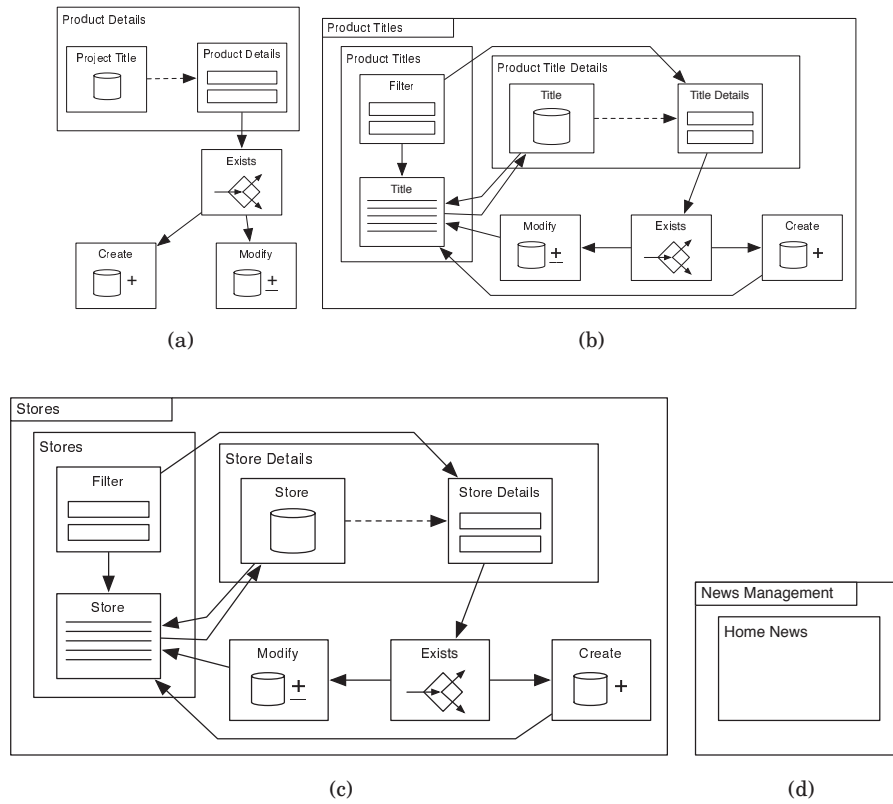 Product Details
Project Title
Product Details
Exists
Create
+
Modify
+
(a)
Product Titles
Product Titles
Filter
Title
Product Title Details
Title
Title Details
Modify
+
Exists
Create
+
(b)
Stores
Stores
Filter
Store
Store Details
Store
Store Details
Modify
+
Exists
Create
+
(c)
News Management
Home News
(d)